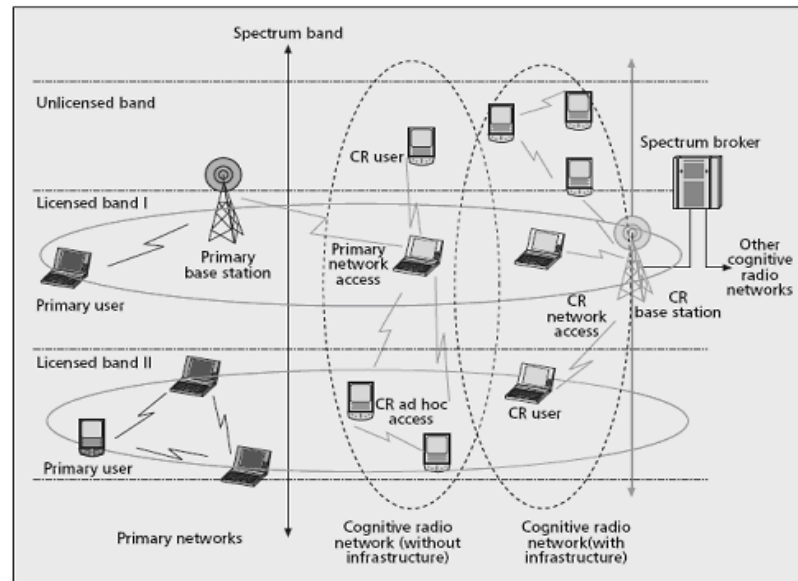 Spectrum band
Unlicensed band
CR user
Spectrum broker
Licensed band I
Primary
base station
Primary
network
access
Primary user
CR
network
access
CR
base station
Other
cognitive
radio
networks
Licensed band II
CR ad hoc
access
CR user
Primary user
Primary networks
Cognitive radio
network (without
infrastructure)
Cognitive radio
network(with
infrastructure)